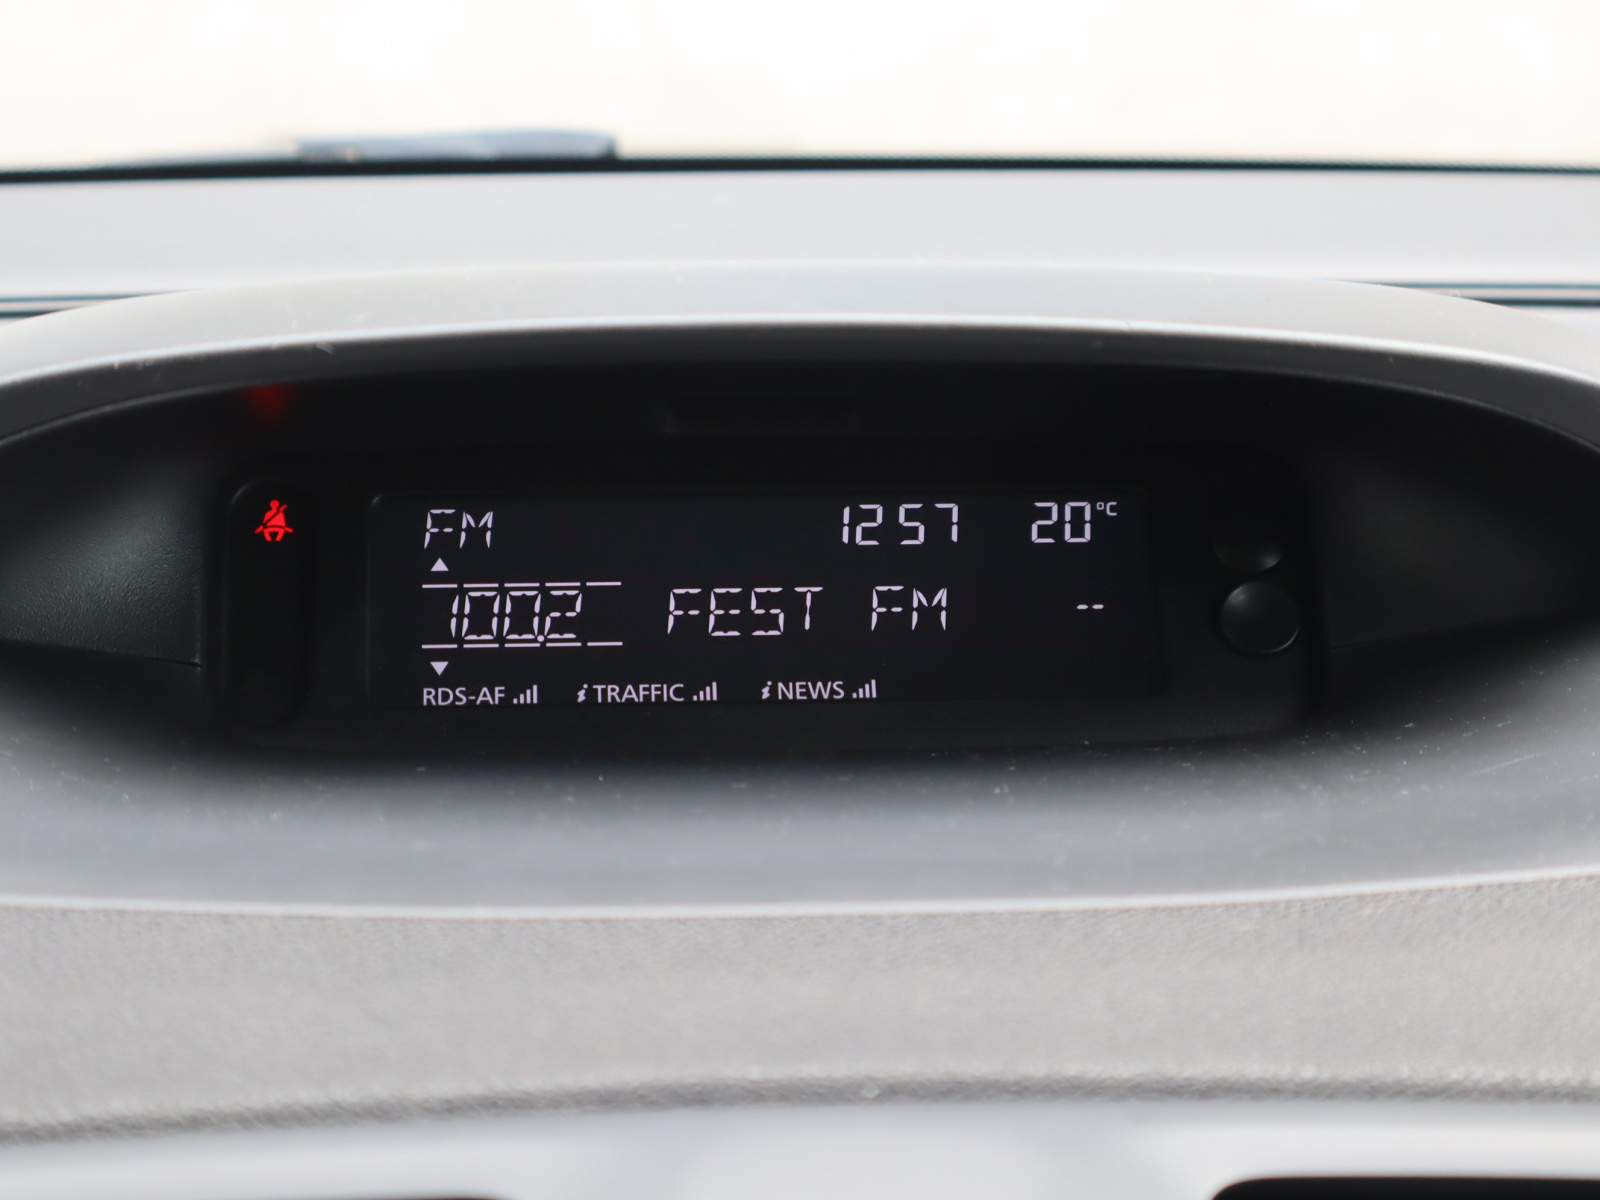 FM 12 57 20°C
100.2 FEST FM --
RDS-AF i TRAFFIC i NEWS